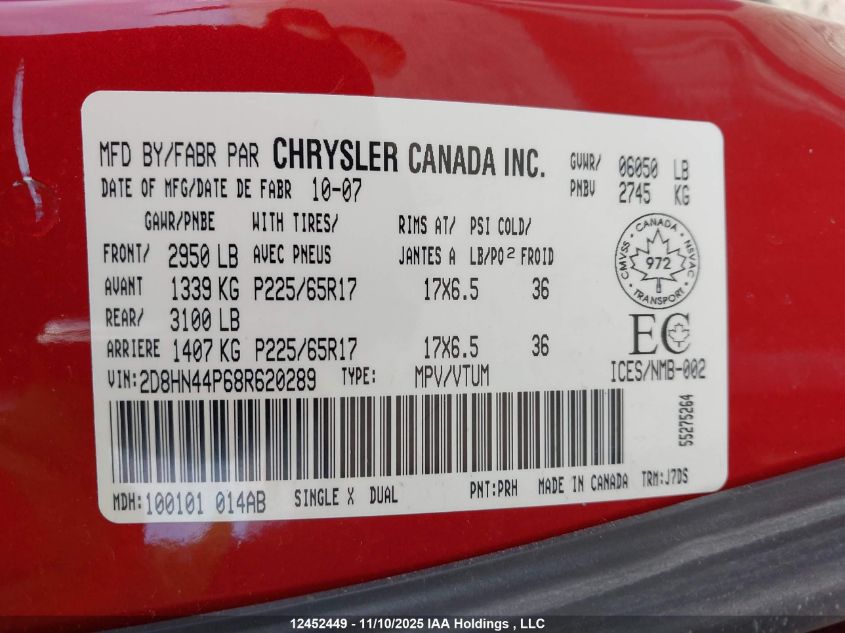 MFD BY/FABR PAR CHRYSLER CANADA INC. GVWR/ 06050 LB
DATE OF MFG/DATE DE FABR 10-07 PNBV 2745 KG
GAWR/PNBE WITH TIRES/ RIMS AT/ PSI COLD/
FRONT/ 2950 LB AVEC PNEUS JANTES A LB/PO² FROID
AVANT 1339 KG P225/65R17 17X6.5 36
REAR/ 3100 LB
ARRIERE 1407 KG P225/65R17 17X6.5 36
VIN:2D8HN44P68R620289 TYPE: MPV/VTUM
CANADA
CMVSS NSVAC
972
TRANSPORT
EC
ICES/NMB-002
55275264
MDH:100101 014AB SINGLE X DUAL PNT:PRH MADE IN CANADA TRM:J7DS
12452449 - 11/10/2025 IAA Holdings , LLC